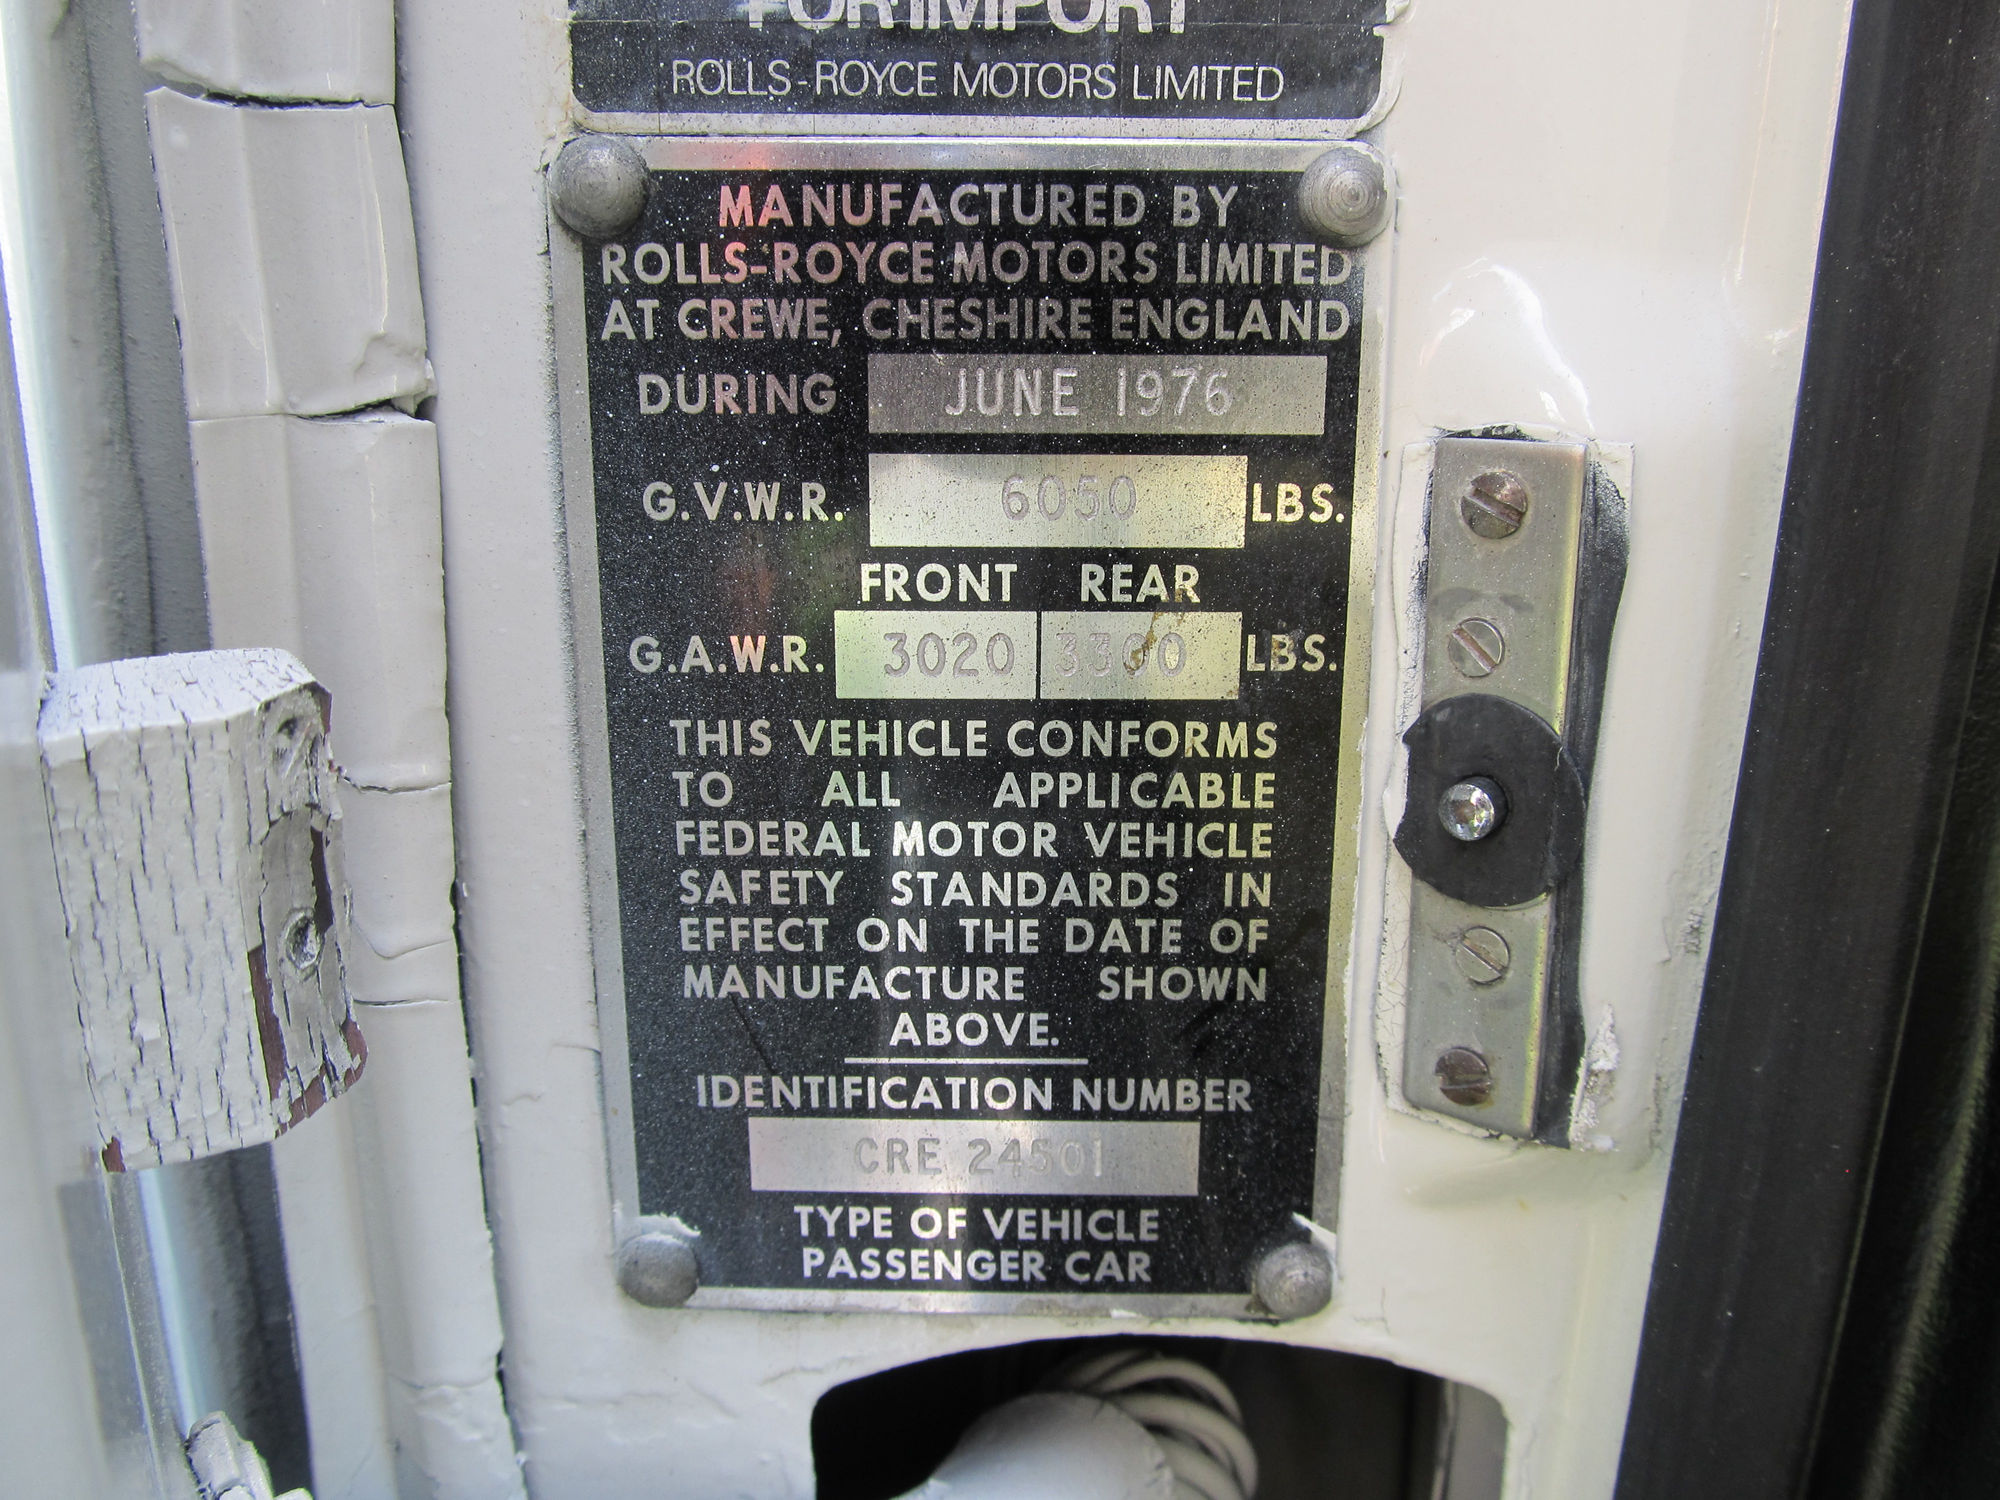 FOR IMPORT
ROLLS-ROYCE MOTORS LIMITED
MANUFACTURED BY
ROLLS-ROYCE MOTORS LIMITED
AT CREWE, CHESHIRE ENGLAND
DURING JUNE 1976
G.V.W.R. 6050 LBS.
FRONT REAR
G.A.W.R. 3020 3300 LBS.
THIS VEHICLE CONFORMS
TO ALL APPLICABLE
FEDERAL MOTOR VEHICLE
SAFETY STANDARDS IN
EFFECT ON THE DATE OF
MANUFACTURE SHOWN
ABOVE.
IDENTIFICATION NUMBER
CRE 24501
TYPE OF VEHICLE
PASSENGER CAR